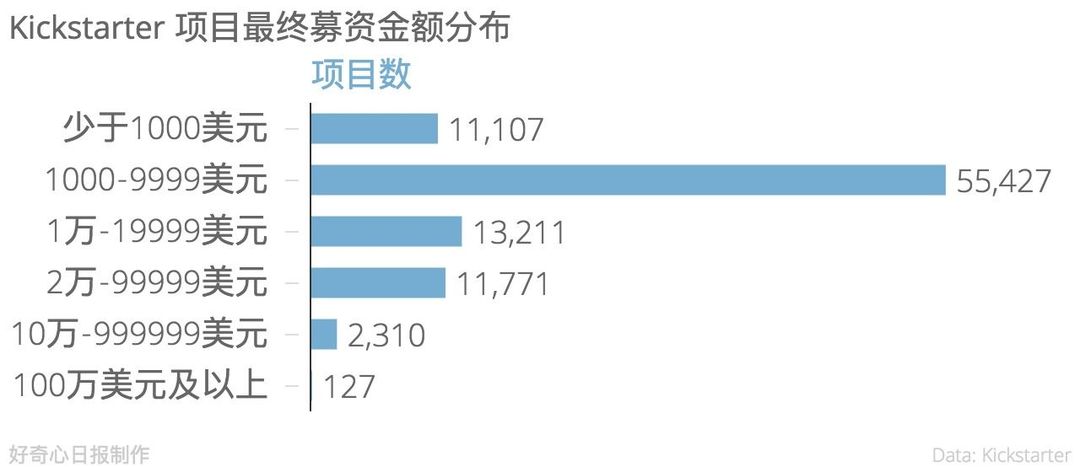 Kickstarter 项目最终募资金额分布
项目数
少于1000美元 11,107
1000-9999美元 55,427
1万-19999美元 13,211
2万-99999美元 11,771
10万-999999美元 2,310
100万美元及以上 127
好奇心日报制作 Data: Kickstarter